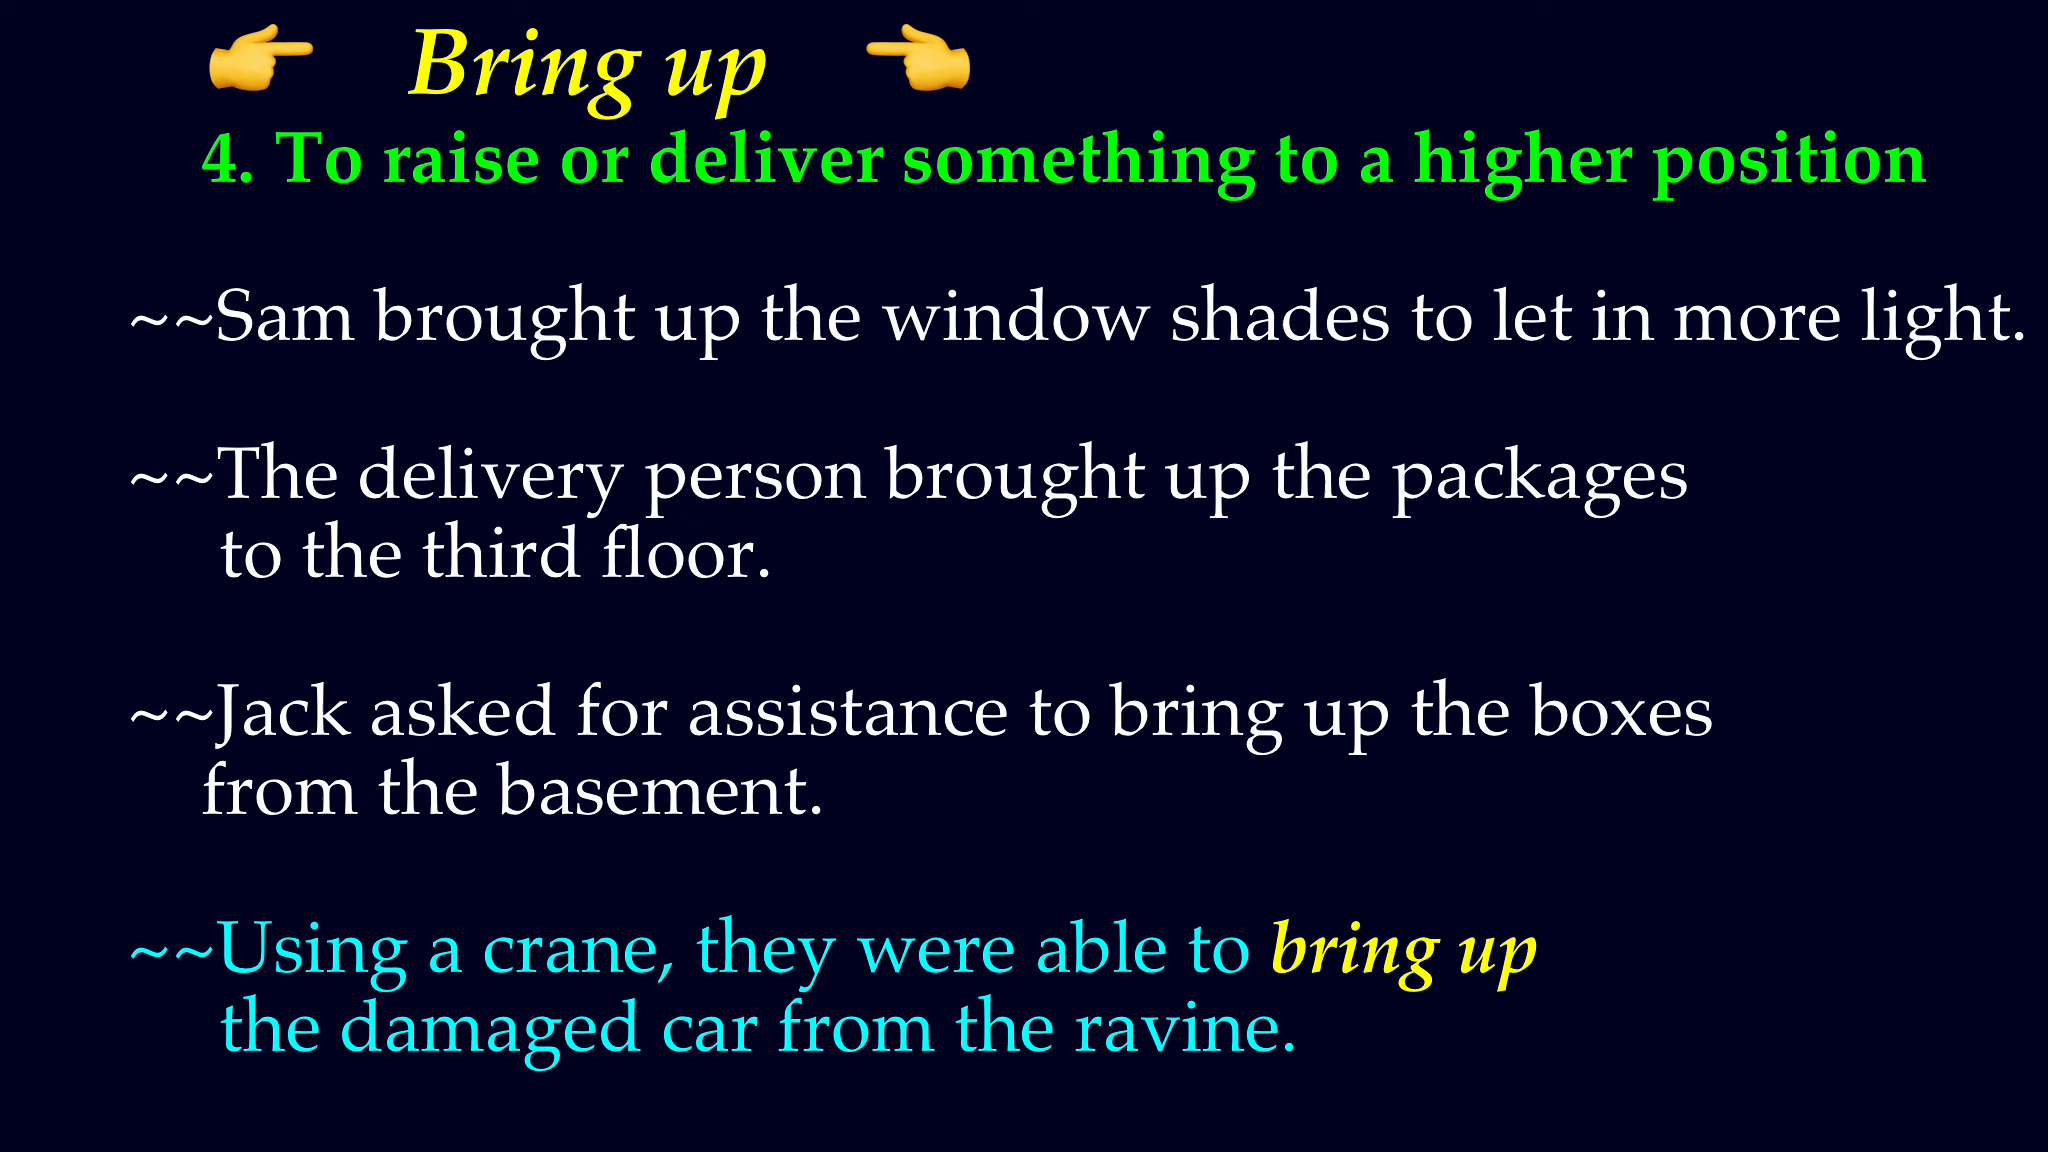 👉 Bring up 👈
4. To raise or deliver something to a higher position
~~Sam brought up the window shades to let in more light.
~~The delivery person brought up the packages
to the third floor.
~~Jack asked for assistance to bring up the boxes
from the basement.
~~Using a crane, they were able to bring up
the damaged car from the ravine.